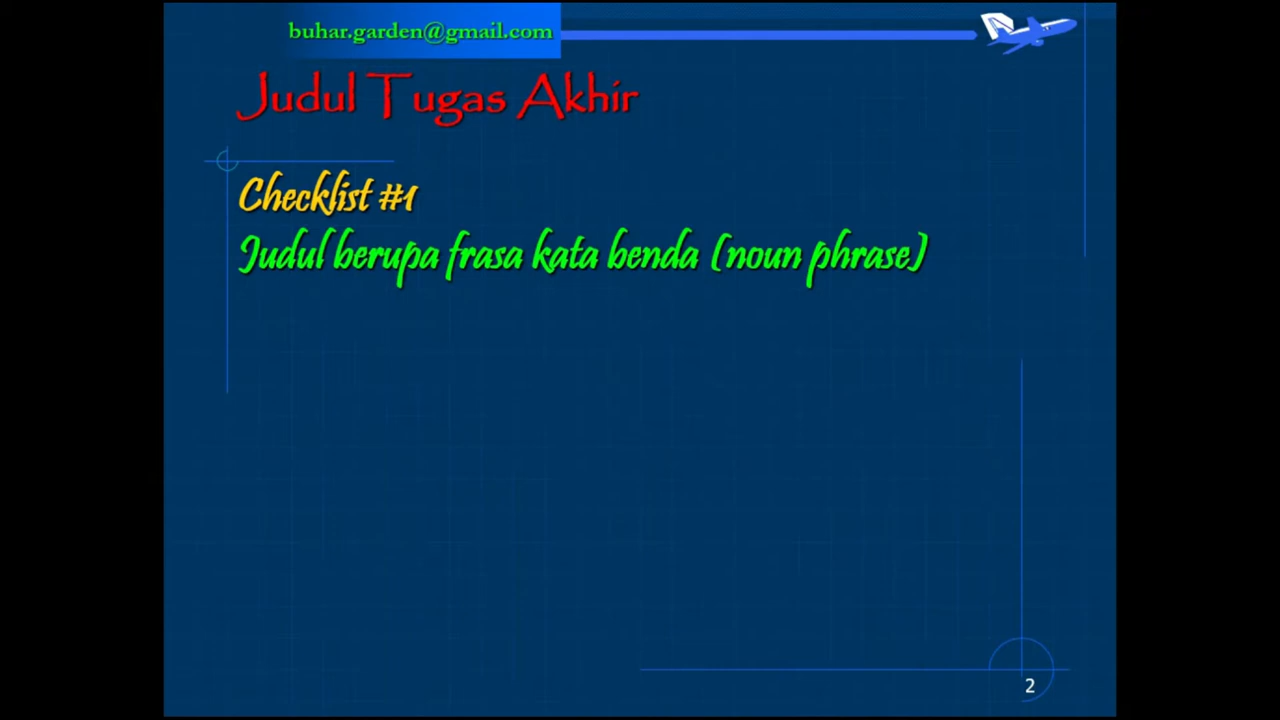 buhar.garden@gmail.com
Judul Tugas Akhir
Checklist #1
Judul berupa frasa kata benda (noun phrase)
2